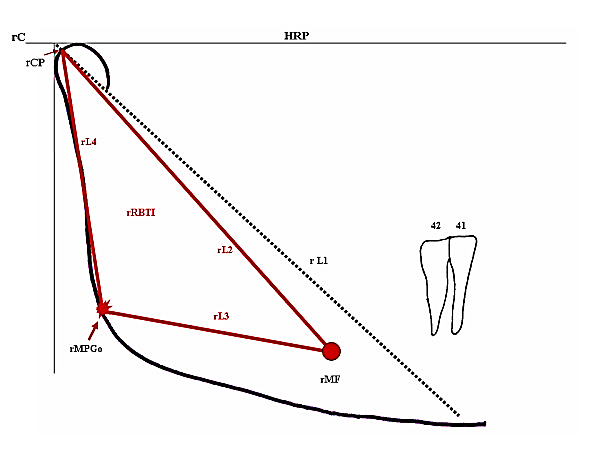 rC
HRP
rCP
rL4
rRBTI
42 41
rL2
r L1
rL3
rMPGo
rMF